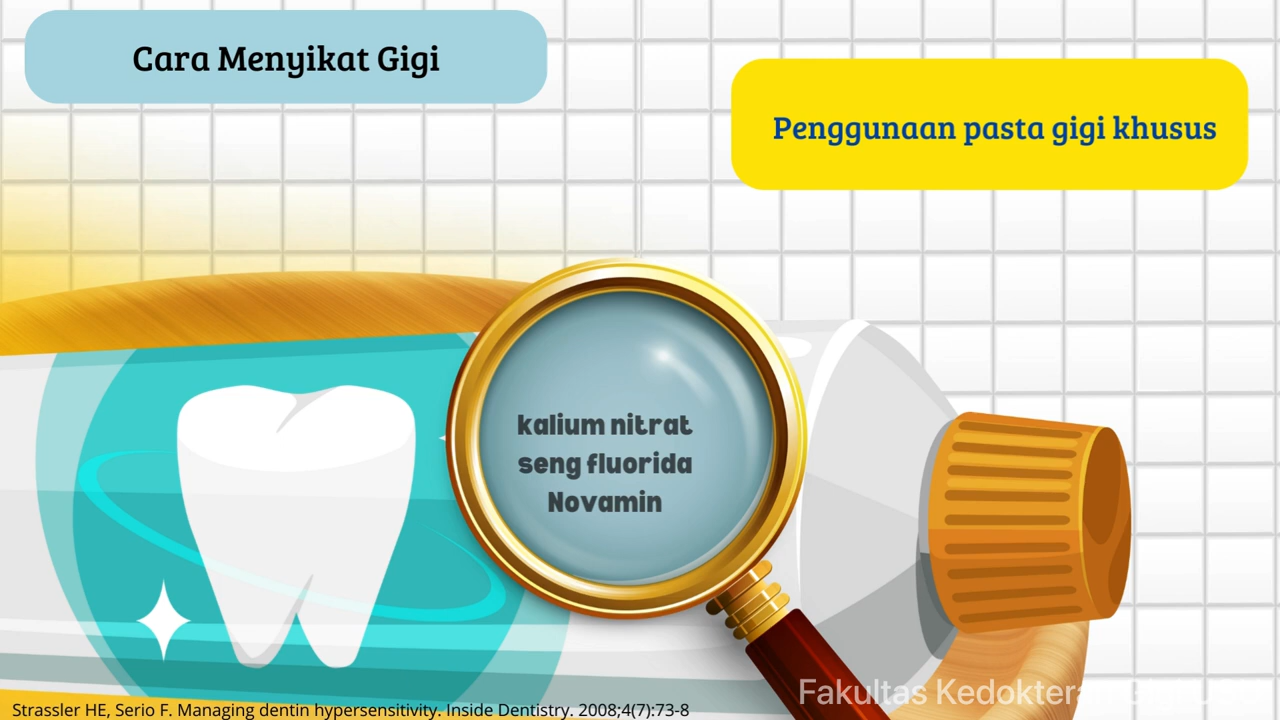 Cara Menyikat Gigi
Penggunaan pasta gigi khusus
kalium nitrat
seng fluorida
Novamin
Fakultas Kedokteran
Strassler HE, Serio F. Managing dentin hypersensitivity. Inside Dentistry. 2008;4(7):73-8